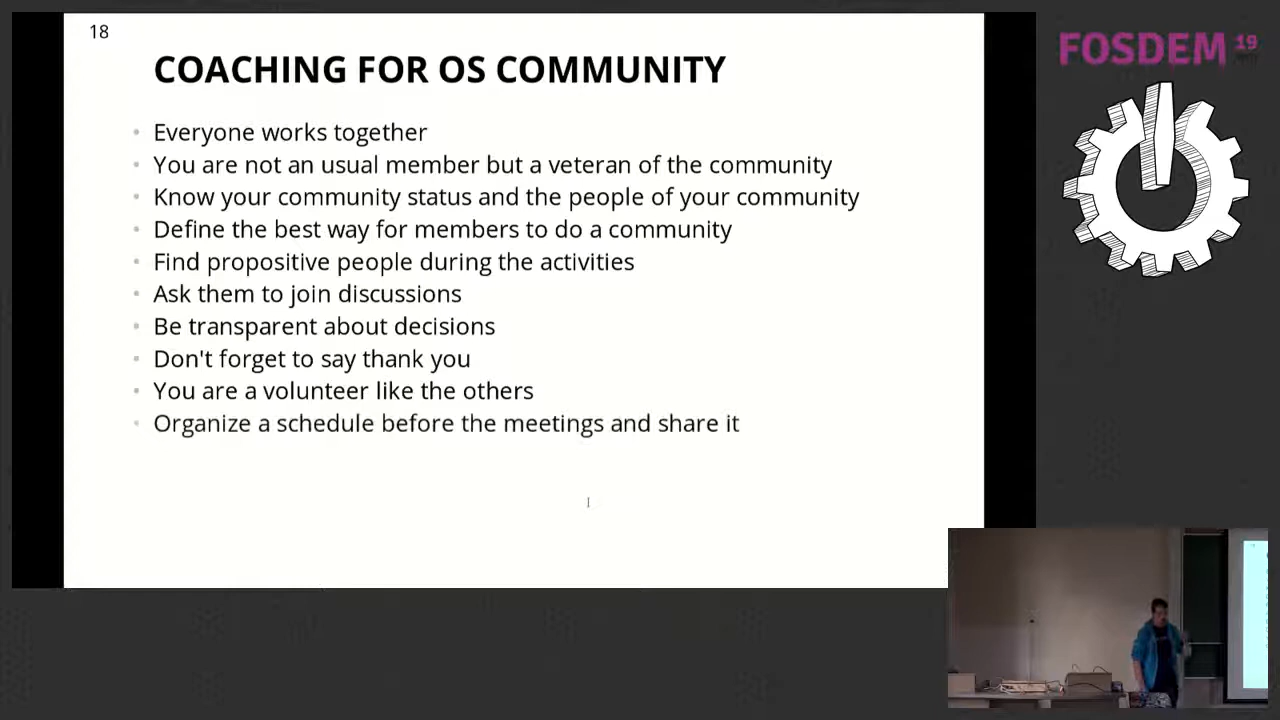 18
COACHING FOR OS COMMUNITY
Everyone works together
You are not an usual member but a veteran of the community
Know your community status and the people of your community
Define the best way for members to do a community
Find propositive people during the activities
Ask them to join discussions
Be transparent about decisions
Don't forget to say thank you
You are a volunteer like the others
Organize a schedule before the meetings and share it
FOSDEM 19